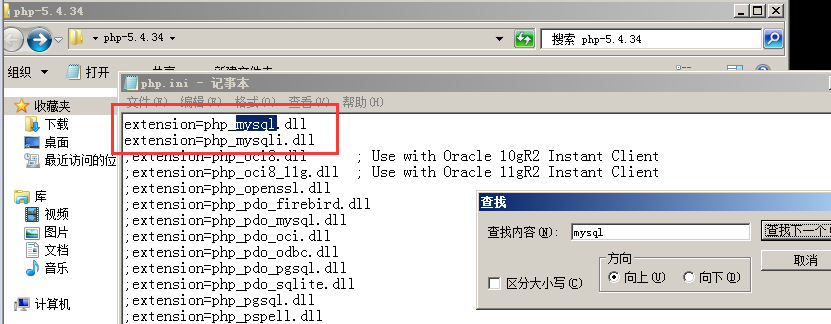 php-5.4.34
搜索 php-5.4.34
组织
打开
共享
新建文件夹
收藏夹
下载
桌面
最近访问的位
库
视频
图片
文档
音乐
计算机
php.ini - 记事本
文件(F) 编辑(E) 格式(O) 查看(V) 帮助(H)
extension=php_mysql.dll
extension=php_mysqli.dll
;extension=php_oci8.dll ; Use with Oracle 10gR2 Instant Client
;extension=php_oci8_11g.dll ; Use with Oracle 11gR2 Instant Client
;extension=php_openssl.dll
;extension=php_pdo_firebird.dll
;extension=php_pdo_mysql.dll
;extension=php_pdo_oci.dll
;extension=php_pdo_odbc.dll
;extension=php_pdo_pgsql.dll
;extension=php_pdo_sqlite.dll
;extension=php_pgsql.dll
;extension=php_pspell.dll
查找
查找内容(N): mysql
查找下一个
取消
方向
区分大小写(C)
向上(U) 向下(D)